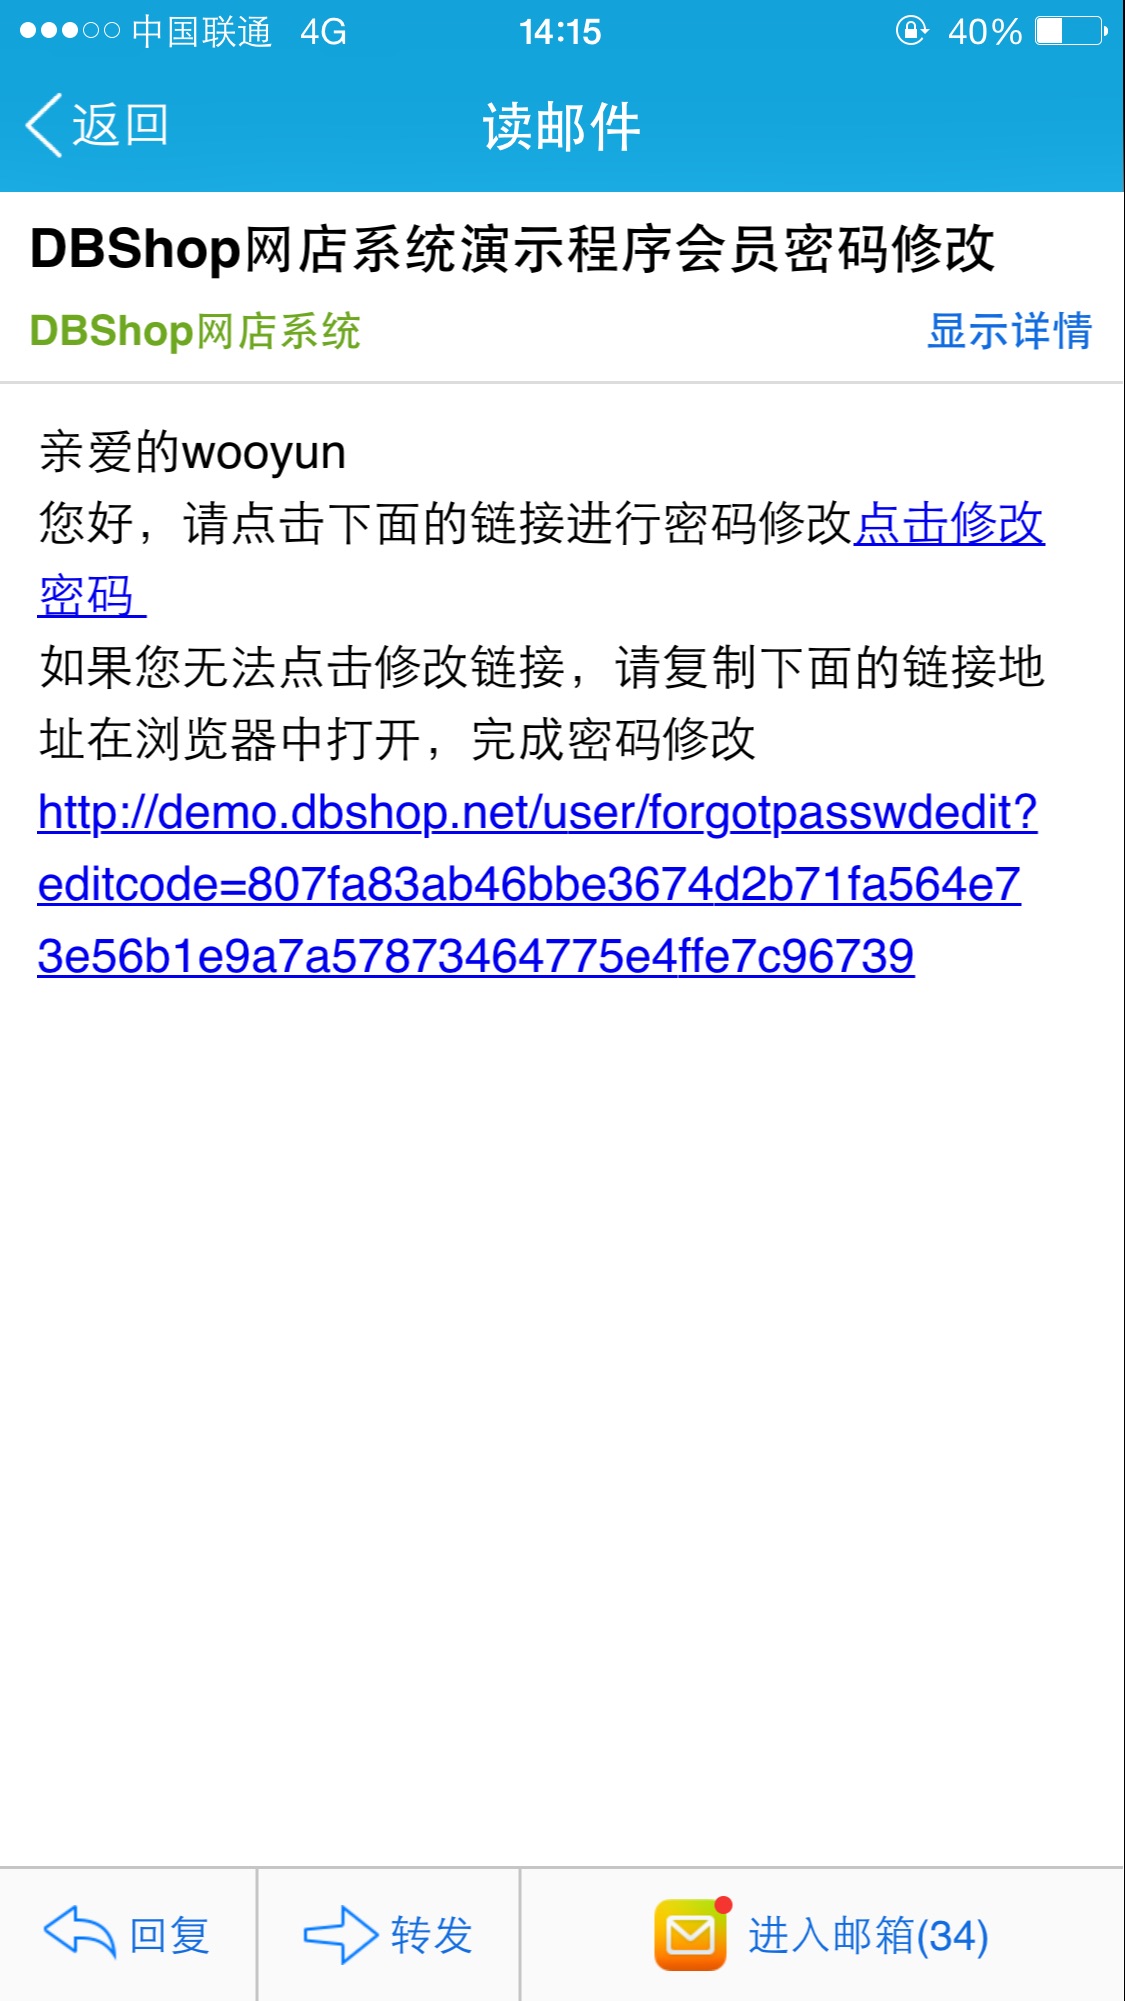 中国联通 4G 14:15 40%
返回 读邮件
DBShop网店系统演示程序会员密码修改
DBShop网店系统 显示详情
亲爱的wooyun
您好，请点击下面的链接进行密码修改点击修改
密码
如果您无法点击修改链接，请复制下面的链接地
址在浏览器中打开，完成密码修改
http://demo.dbshop.net/user/forgotpasswdedit?
editcode=807fa83ab46bbe3674d2b71fa564e7
3e56b1e9a7a57873464775e4ffe7c96739
回复 转发 进入邮箱(34)